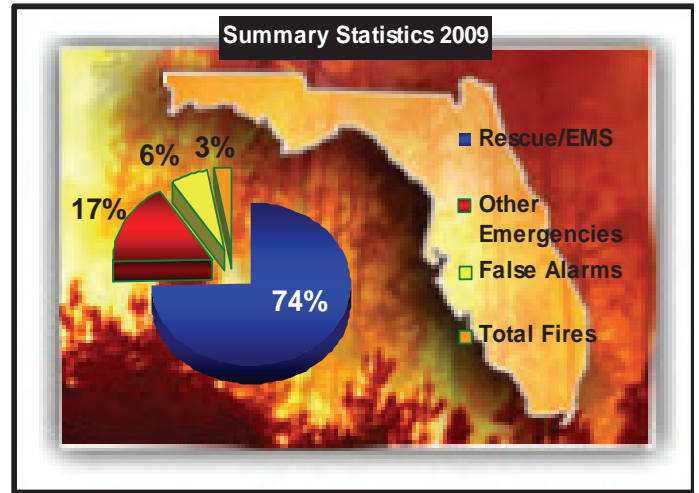 Summary Statistics 2009
6% 3%
17%
74%
Rescue/EMS
Other
Emergencies
False Alarms
Total Fires